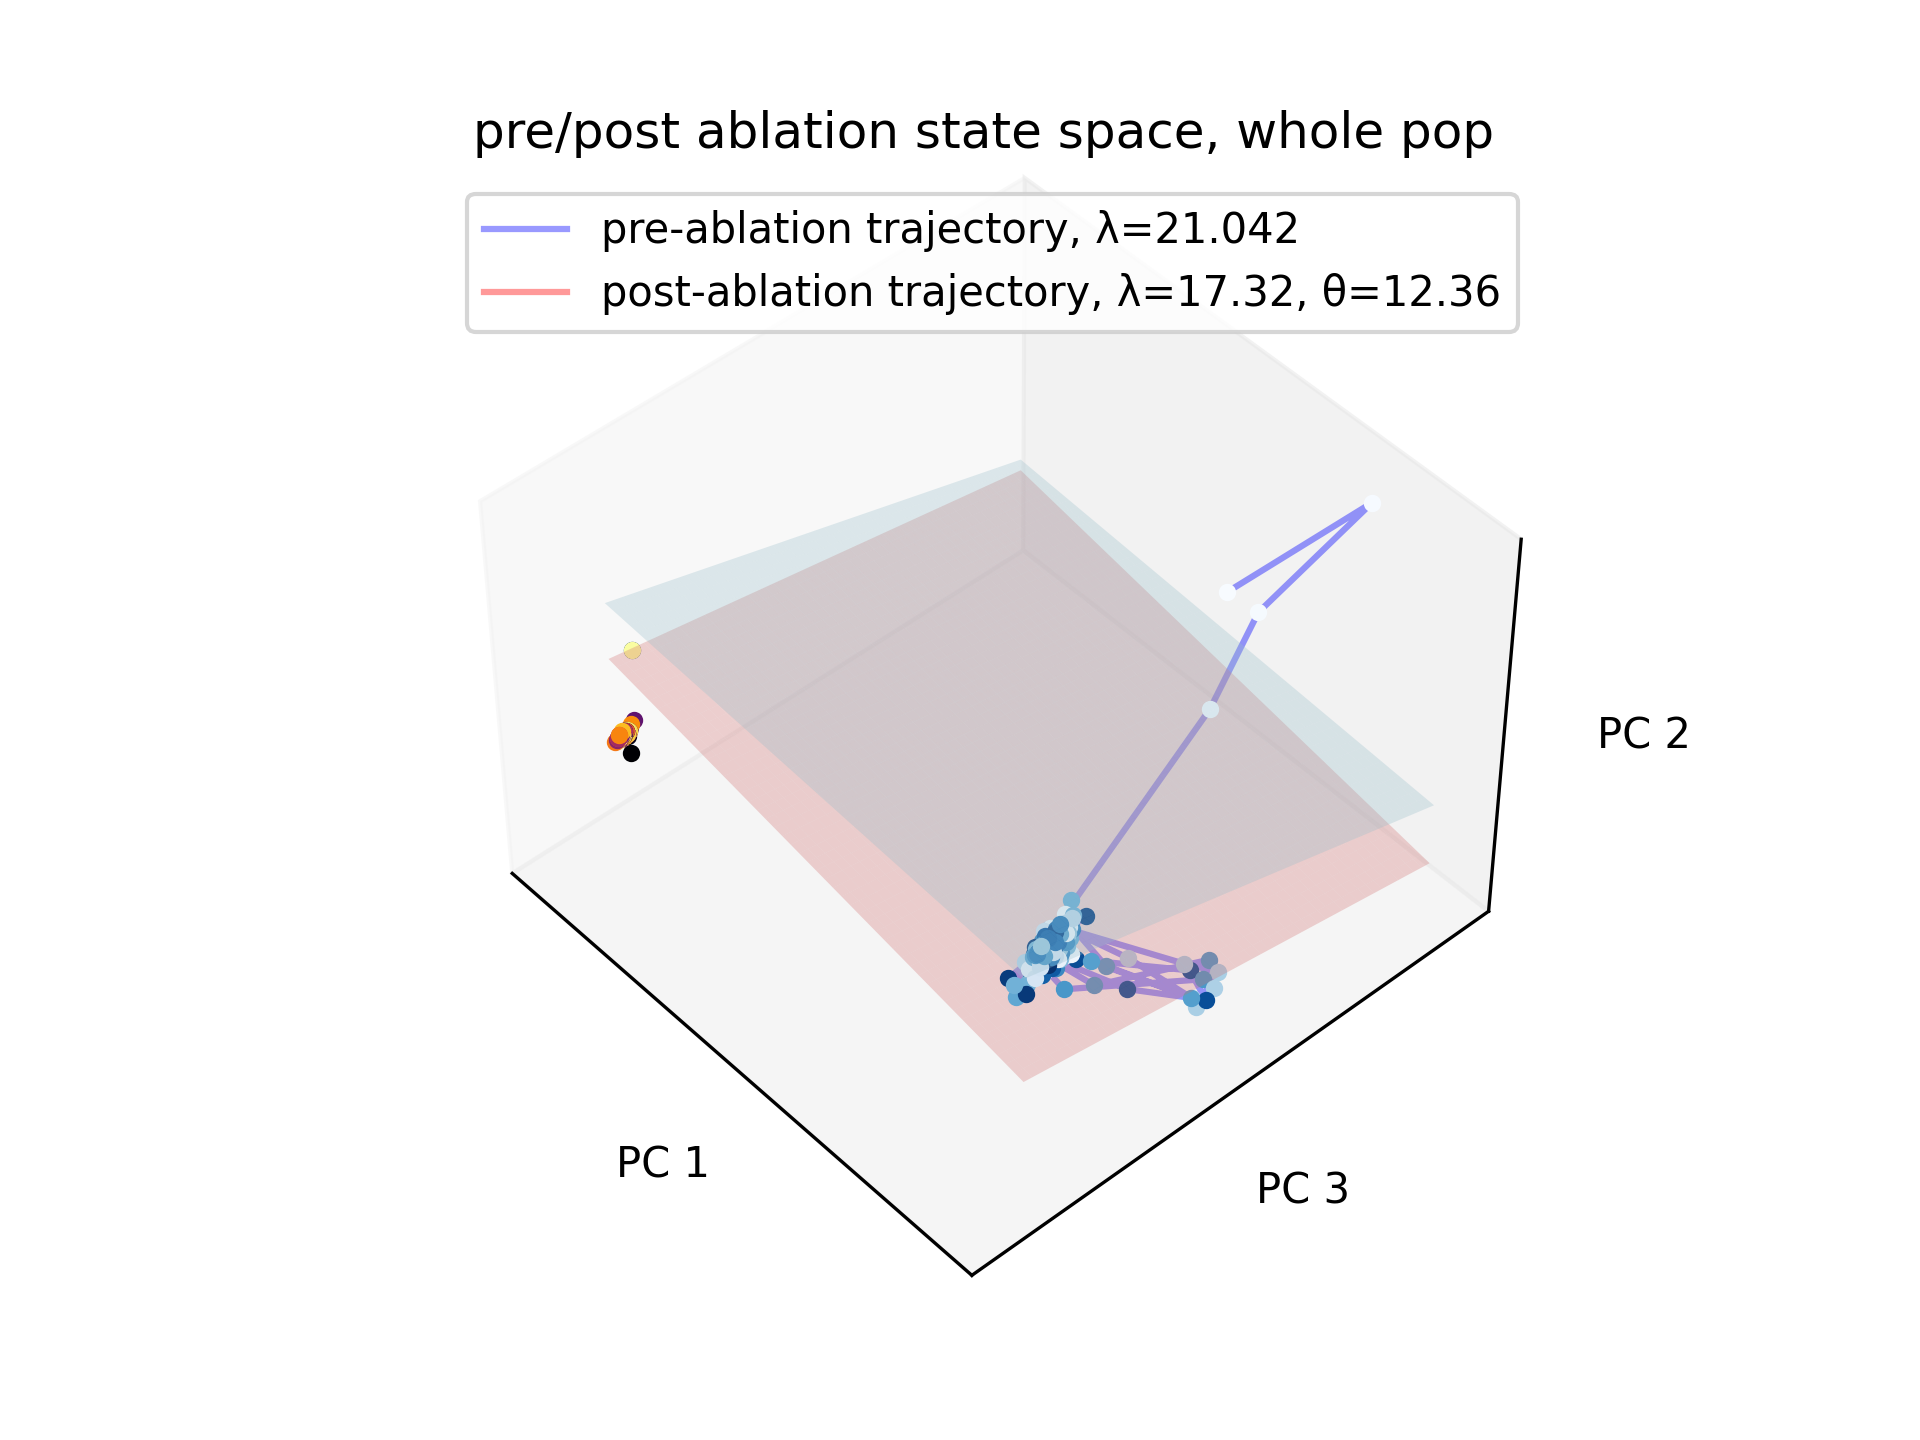 pre/post ablation state space, whole pop
pre-ablation trajectory, λ=21.042
post-ablation trajectory, λ=17.32, θ=12.36
PC 2
PC 1
PC 3